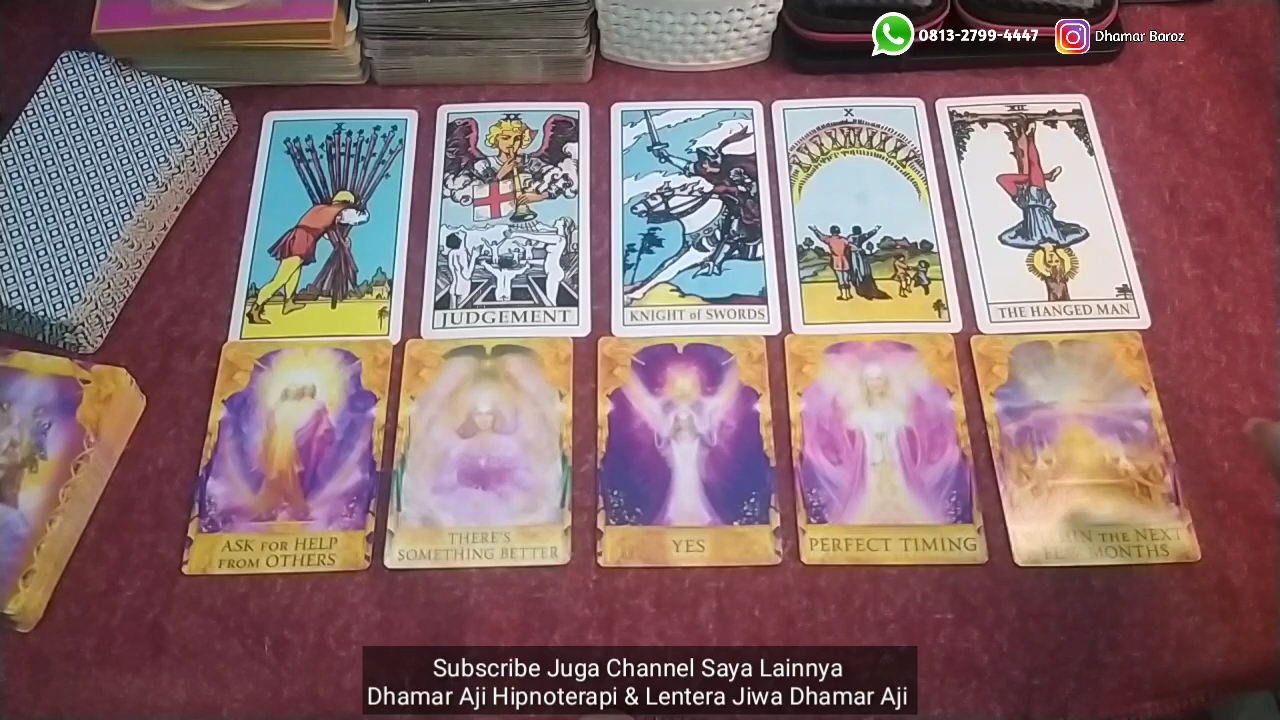 0813-2799-4447
Dhamar Baroz
X
JUDGEMENT
KNIGHT of SWORDS
X
XII
THE HANGED MAN
ASK FOR HELP
FROM OTHERS
THERE'S
SOMETHING BETTER
YES
PERFECT TIMING
IN THE NEXT
MONTHS
Subscribe Juga Channel Saya Lainnya
Dhamar Aji Hipnoterapi & Lentera Jiwa Dhamar Aji